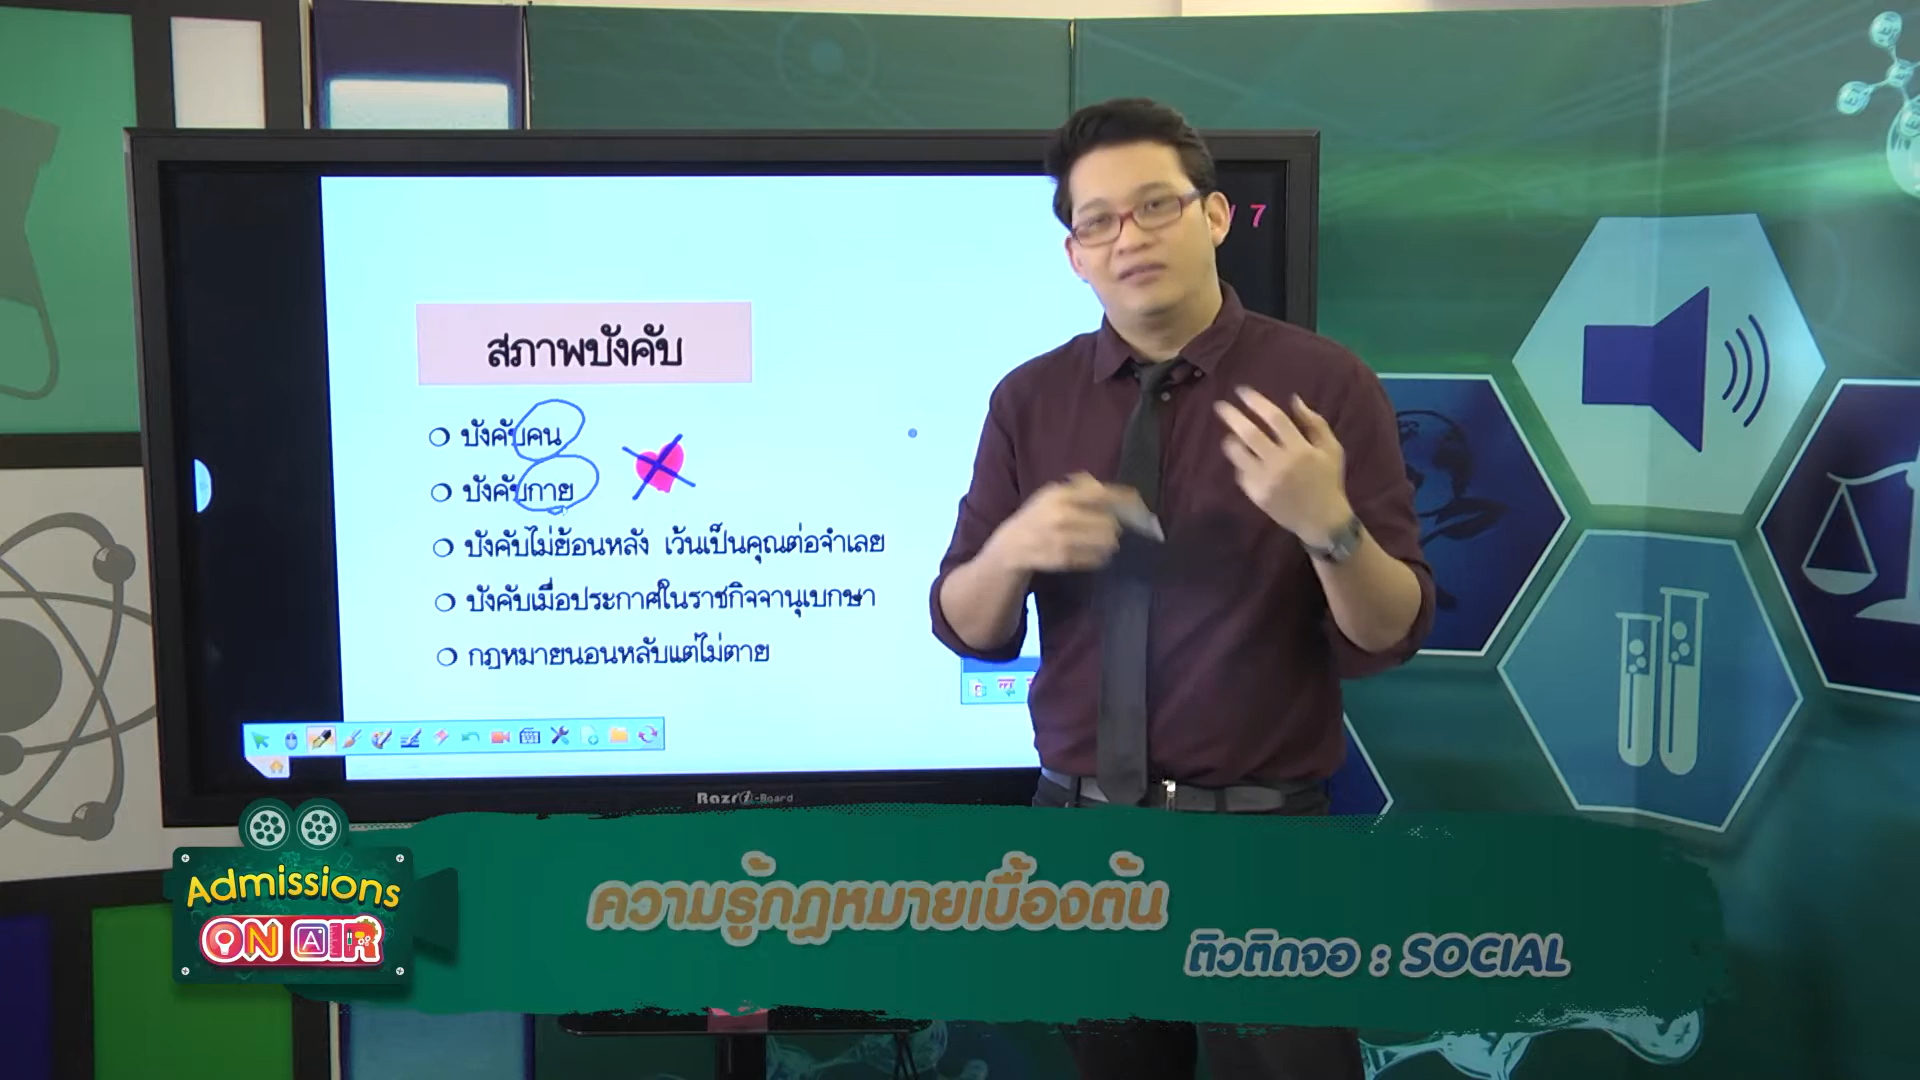 / 7
สภาพบังคับ
บังคับคน
บังคับกาย
บังคับไม่ย้อนหลัง เว้นเป็นคุณต่อจำเลย
บังคับเมื่อประกาศในราชกิจจานุเบกษา
กฎหมายนอนหลับแต่ไม่ตาย
Razr i-Board
Admissions
ON AIR
ความรู้กฎหมายเบื้องต้น
ติวติดจอ : SOCIAL